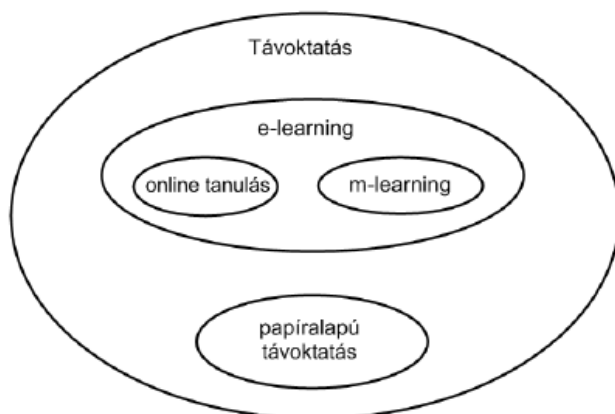 Távoktatás
e-learning
online tanulás
m-learning
papíralapú
távoktatás